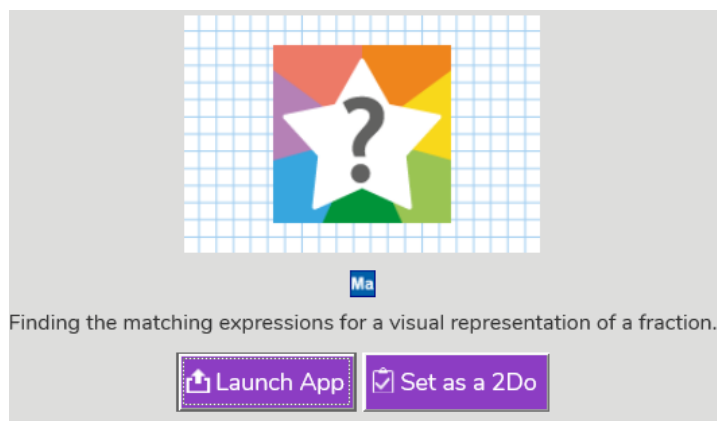 ?
Ma
Finding the matching expressions for a visual representation of a fraction.
Launch App
Set as a 2Do